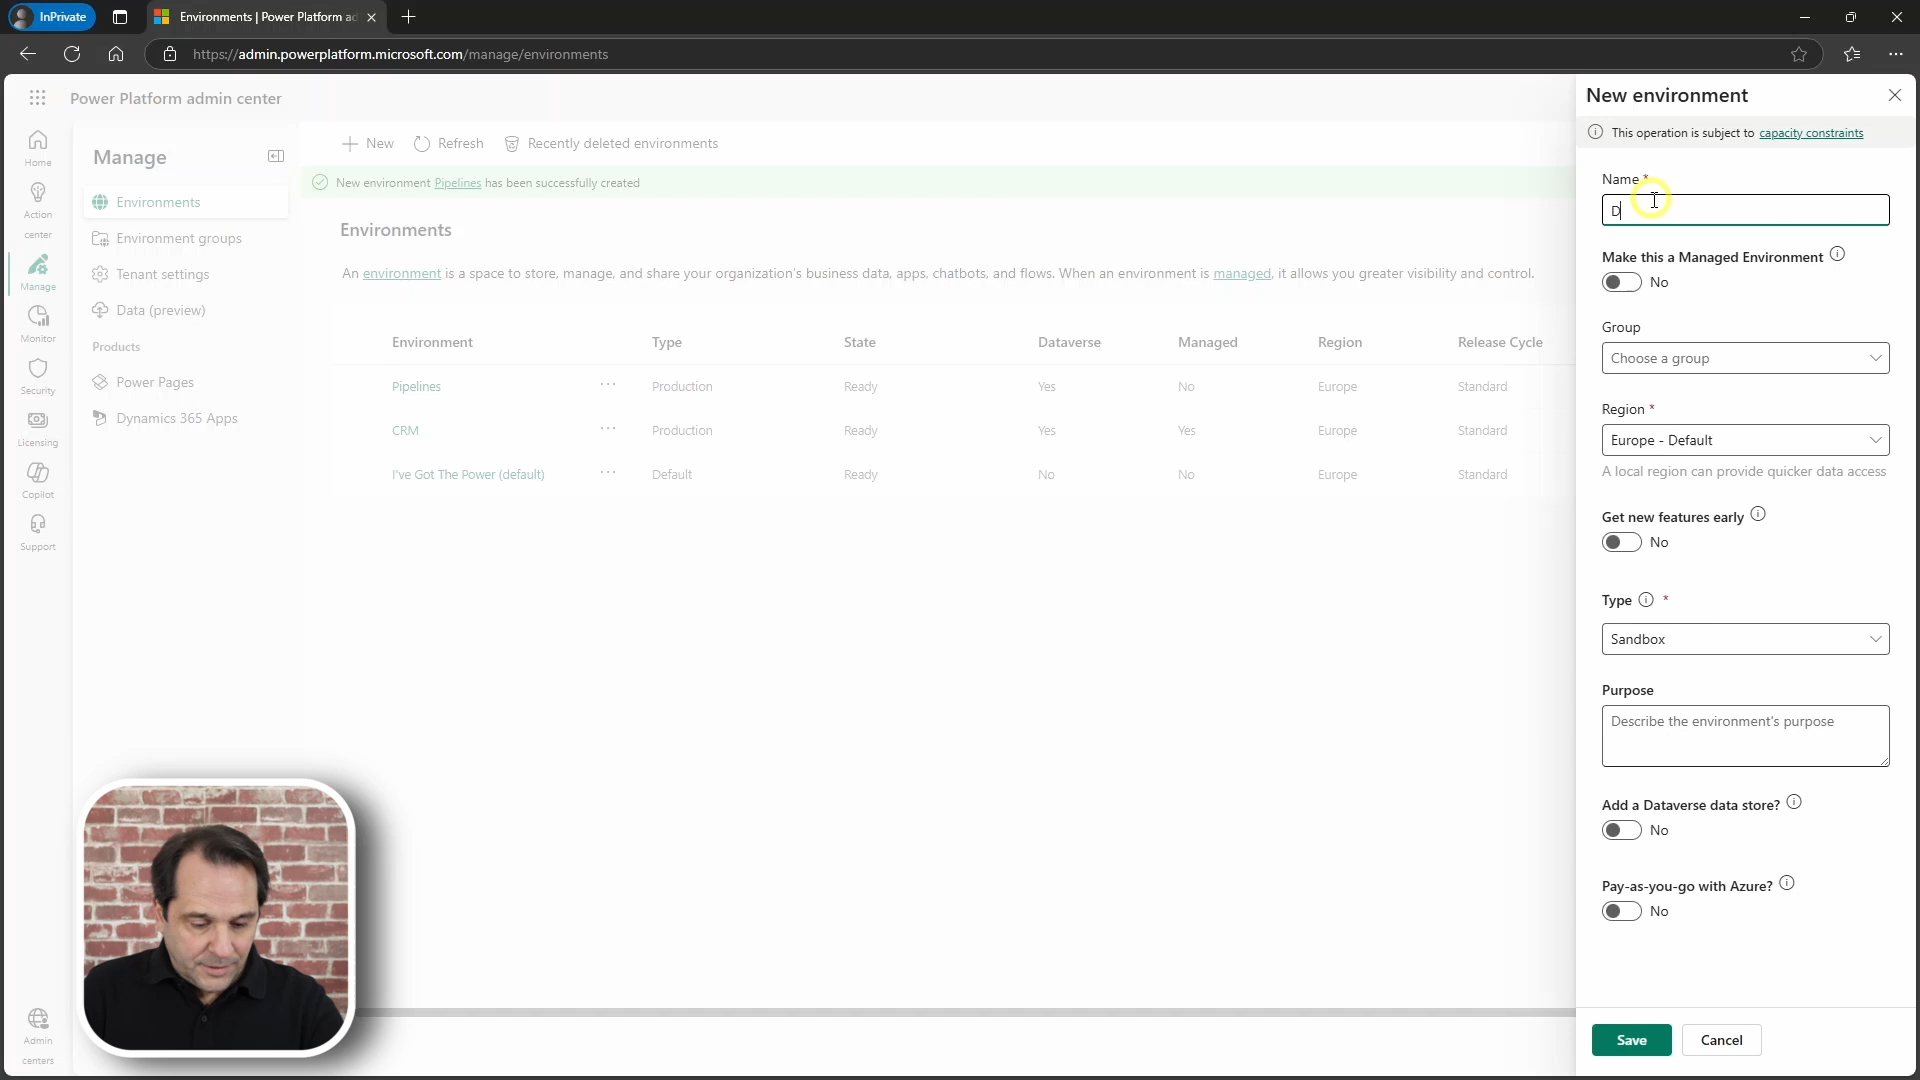 InPrivate
Environments | Power Platform ad
https://admin.powerplatform.microsoft.com/manage/environments
Power Platform admin center
Home
Action
center
Manage
Monitor
Security
Licensing
Copilot
Support
Admin
centers
Manage
Environments
Environment groups
Tenant settings
Data (preview)
Products
Power Pages
Dynamics 365 Apps
New
Refresh
Recently deleted environments
New environment Pipelines has been successfully created
Environments
An environment is a space to store, manage, and share your organization's business data, apps, chatbots, and flows. When an environment is managed, it allows you greater visibility and control.
Environment Type State Dataverse Managed Region Release Cycle
Pipelines ... Production Ready Yes No Europe Standard
CRM ... Production Ready Yes Yes Europe Standard
I've Got The Power (default) ... Default Ready No No Europe Standard
New environment
This operation is subject to capacity constraints
Name *
D
Make this a Managed Environment
No
Group
Choose a group
Region *
Europe - Default
A local region can provide quicker data access
Get new features early
No
Type *
Sandbox
Purpose
Describe the environment's purpose
Add a Dataverse data store?
No
Pay-as-you-go with Azure?
No
Save
Cancel